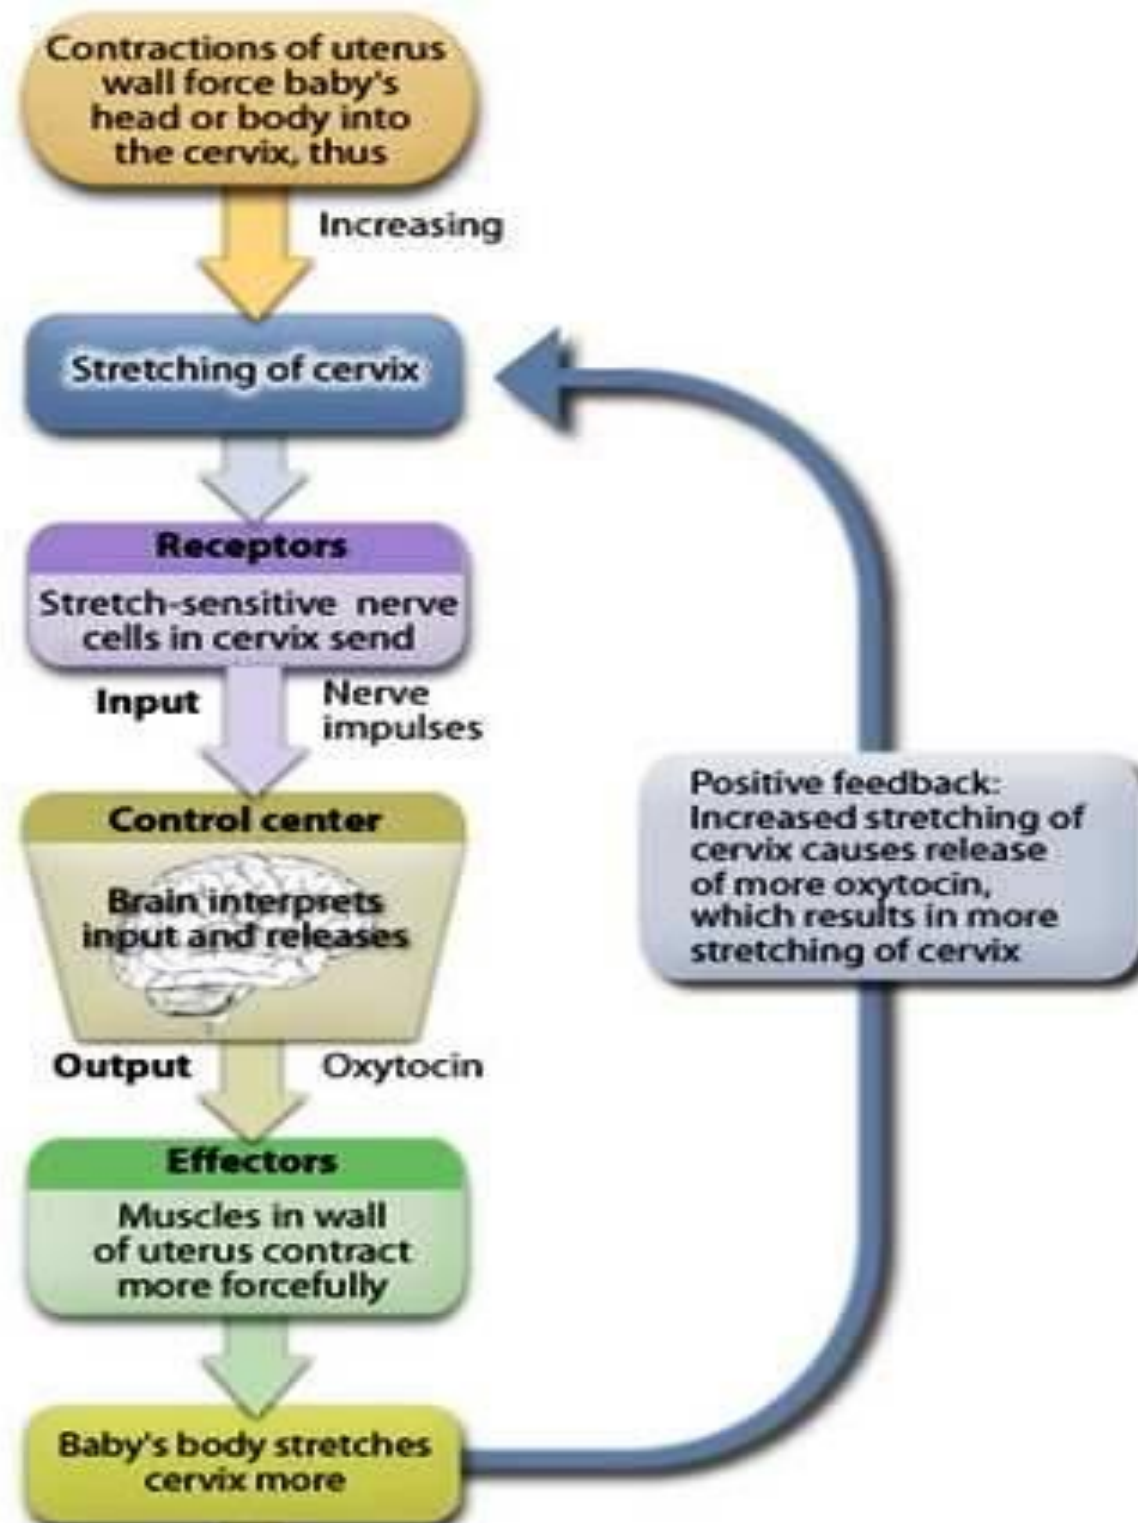 Contractions of uterus
wall force baby's
head or body into
the cervix, thus
Increasing
Stretching of cervix
Receptors
Stretch-sensitive nerve
cells in cervix send
Input
Nerve
impulses
Control center
Brain interprets
input and releases
Output
Oxytocin
Effectors
Muscles in wall
of uterus contract
more forcefully
Baby's body stretches
cervix more
Positive feedback:
Increased stretching of
cervix causes release
of more oxytocin,
which results in more
stretching of cervix